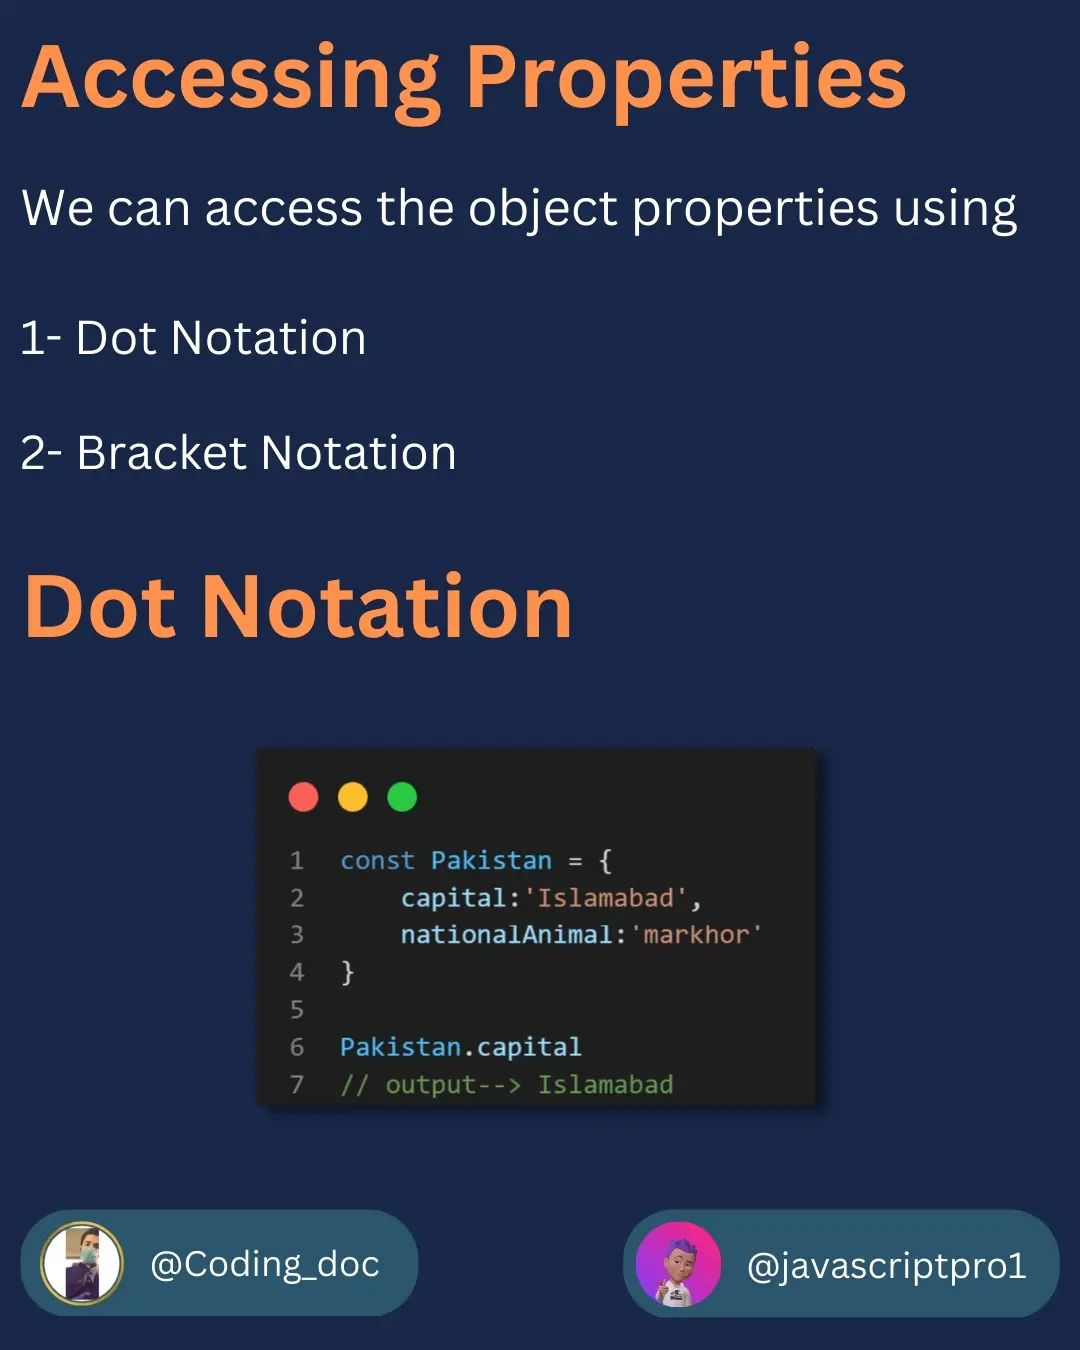 Accessing Properties
We can access the object properties using
1- Dot Notation
2- Bracket Notation
Dot Notation
1 const Pakistan = {
2     capital:'Islamabad',
3     nationalAnimal:'markhor'
4 }
5
6 Pakistan.capital
7 // output--> Islamabad
@Coding_doc
@javascriptpro1